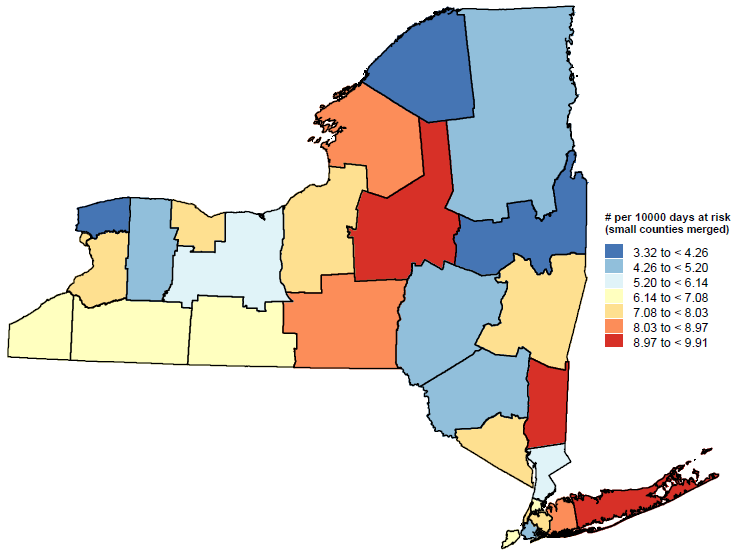 # per 10000 days at risk
(small counties merged)
3.32 to < 4.26
4.26 to < 5.20
5.20 to < 6.14
6.14 to < 7.08
7.08 to < 8.03
8.03 to < 8.97
8.97 to < 9.91